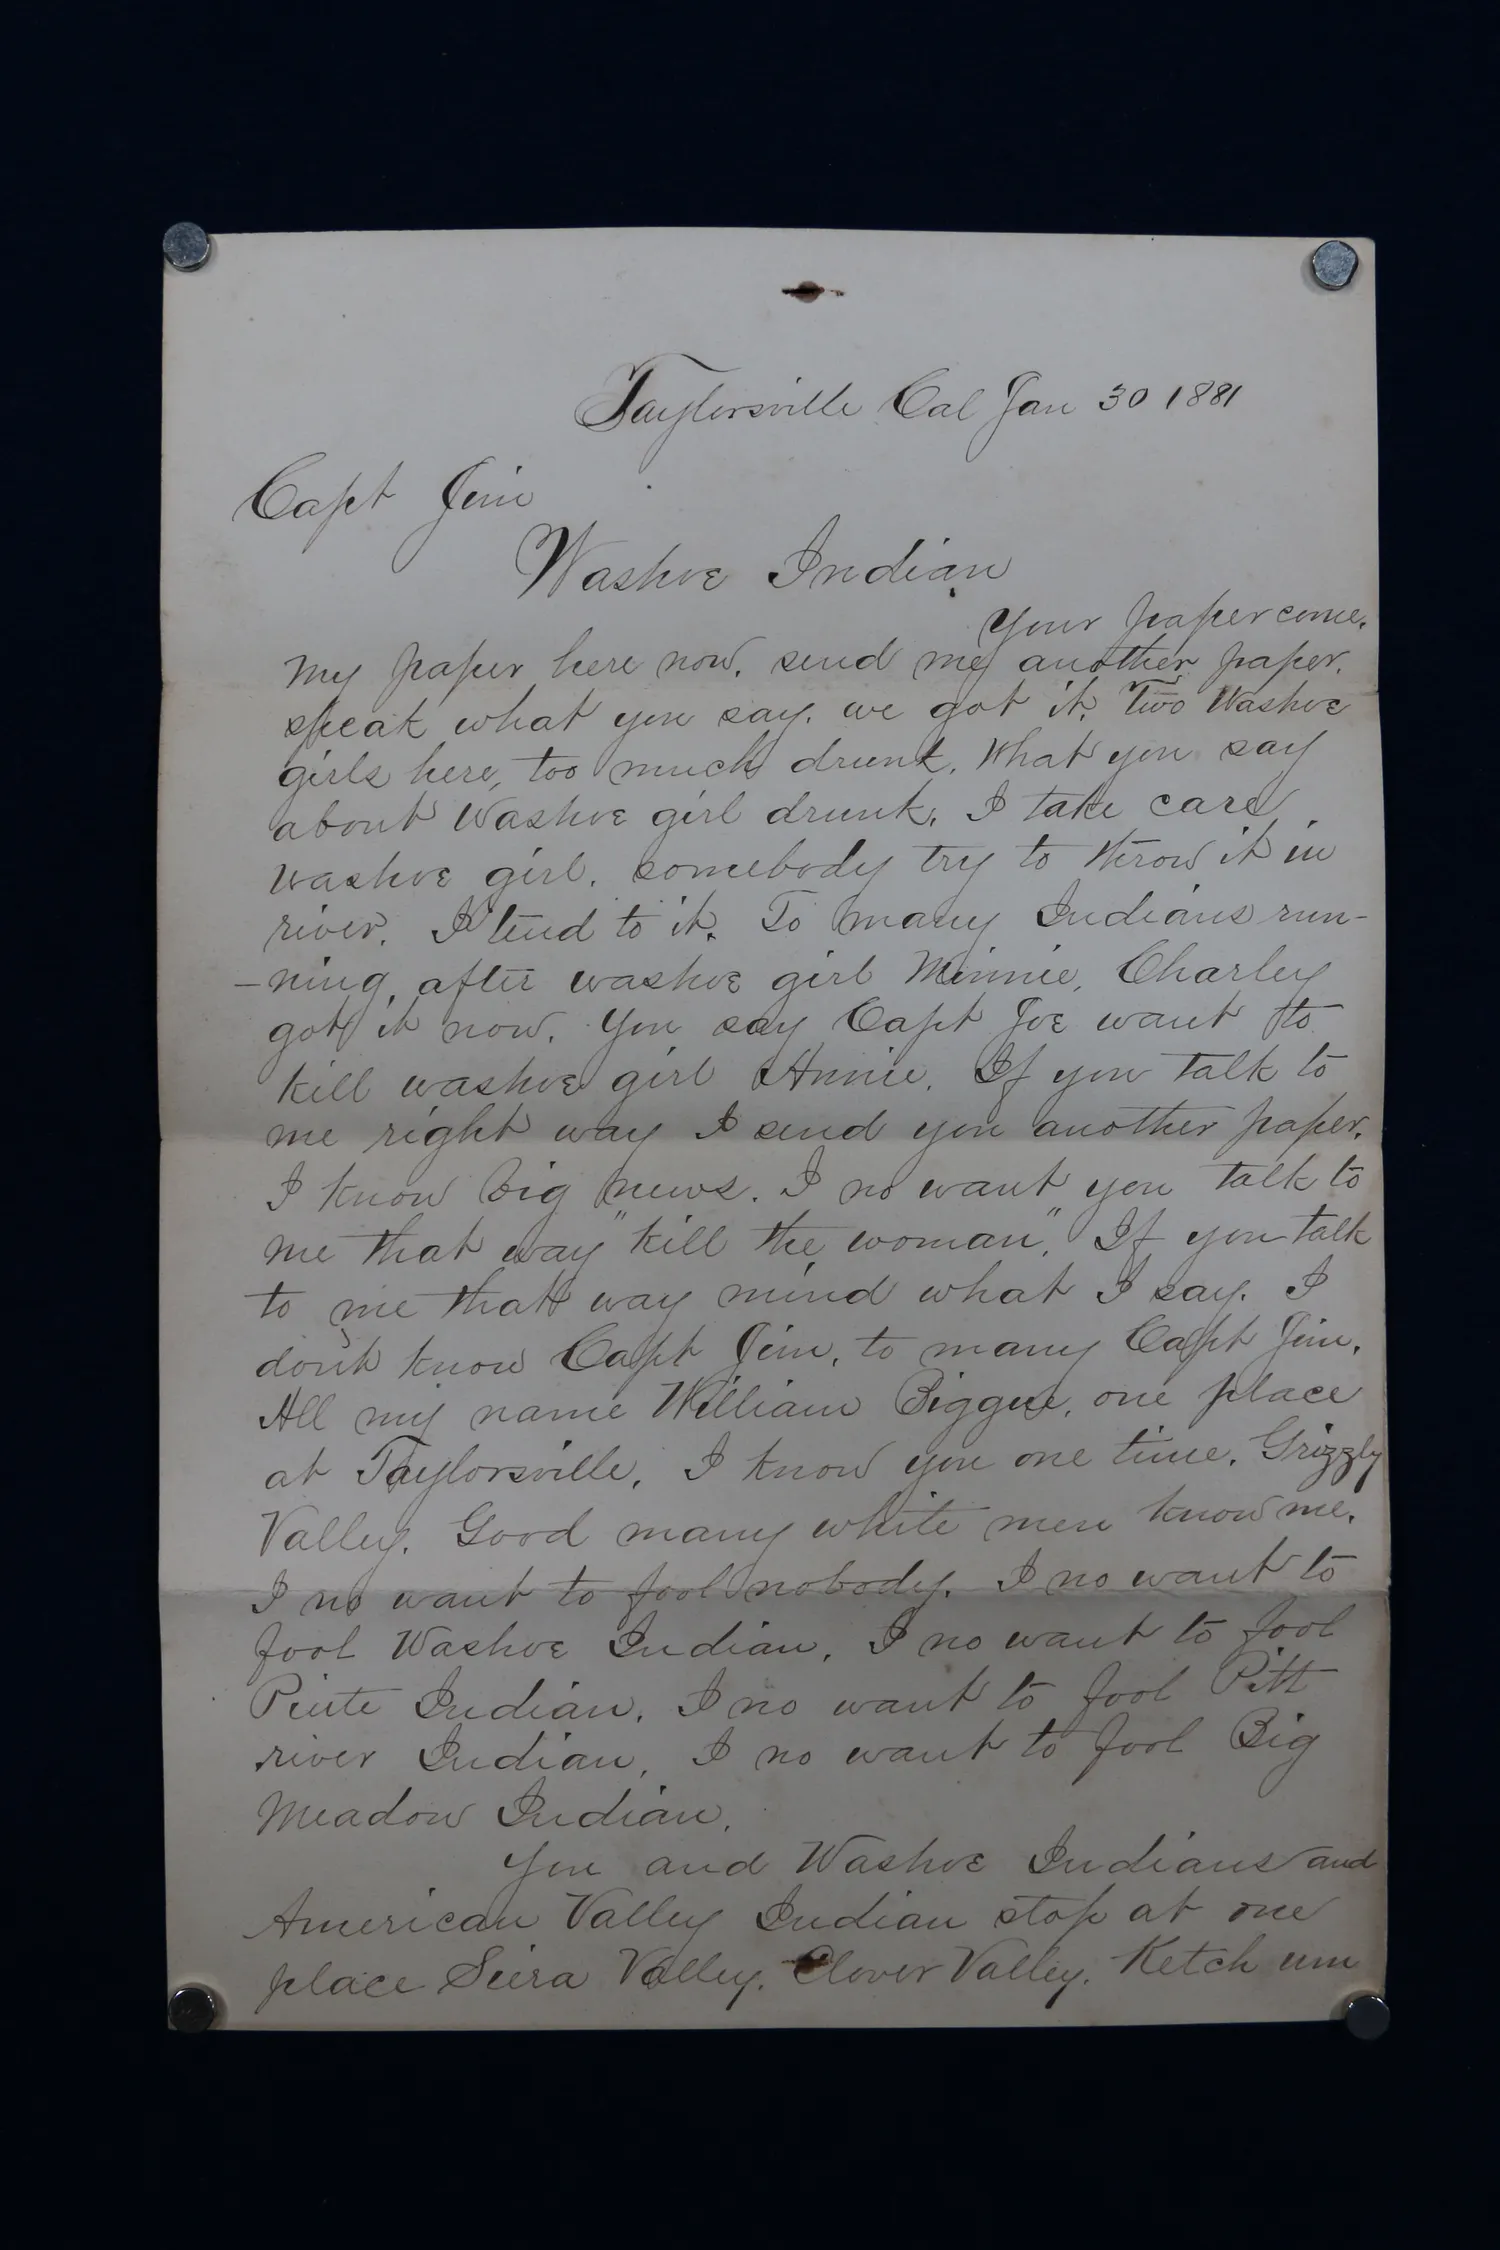 Taylorsville Cal Jan 30 1881
Capt Jim
Washoe Indian
Your paper come.
My paper here now. send me another paper.
speak what you say. we got it. Two Washoe
girls here, too much drunk. What you say
about Washoe girl drunk. I take care
washoe girl. somebody try to throw it in
river. I tend to it. To many Indians run-
-ning after washoe girl Minnie, Charley
got it now. You say Capt Joe want to
kill washoe girl Annie. If you talk to
me right way I send you another paper.
I know big news. I no want you talk to
me that way "kill the woman". If you talk
to me that way mind what I say. I
don't know Capt Jim, to many Capt Jim.
All my name William Biggue, one place
at Taylorsville. I know you one time. Grizzly
Valley. Good many white men know me.
I no want to fool nobody. I no want to
fool Washoe Indian. I no want to fool
Piute Indian. I no want to fool Pitt
river Indian, I no want to fool Big
Meadow Indian.
You and Washoe Indians and
American Valley Indian stop at one
place Siera Valley. Clover Valley. Ketch um